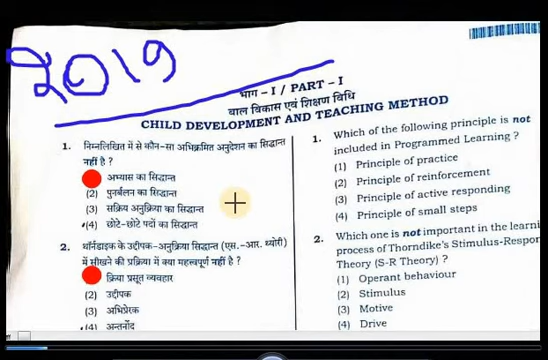 2019
भाग – I / PART – I
बाल विकास एवं शिक्षण विधि
CHILD DEVELOPMENT AND TEACHING METHOD
1. निम्नलिखित में से कौन-सा अभिक्रमित अनुदेशन का सिद्धान्त
नहीं है ?
अभ्यास का सिद्धान्त
(2) पुनर्बलन का सिद्धान्त
(3) सक्रिय अनुक्रिया का सिद्धान्त
(4) छोटे-छोटे पदों का सिद्धान्त
2. थॉर्नडाइक के उद्दीपक-अनुक्रिया सिद्धान्त (एस.-आर. थ्योरी)
में सीखने की प्रक्रिया में क्या महत्त्वपूर्ण नहीं है ?
क्रिया प्रसूत व्यवहार
(2) उद्दीपक
(3) अभिप्रेरक
(4) अन्तर्नोद
1. Which of the following principle is not
included in Programmed Learning ?
(1) Principle of practice
(2) Principle of reinforcement
(3) Principle of active responding
(4) Principle of small steps
2. Which one is not important in the learni
process of Thorndike's Stimulus-Respor
Theory (S-R Theory) ?
(1) Operant behaviour
(2) Stimulus
(3) Motive
(4) Drive